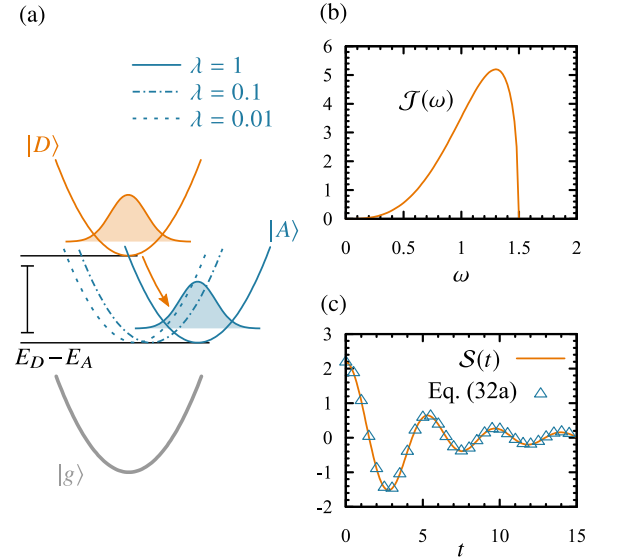 (a)
λ = 1
λ = 0.1
λ = 0.01
|D⟩
|A⟩
E_D − E_A
|g⟩
(b)
6
5
4
3
2
1
0
𝒥(ω)
0 0.5 1 1.5 2
ω
(c)
3
2
1
0
-1
-2
𝒮(t)
Eq. (32a)
0 5 10 15
t